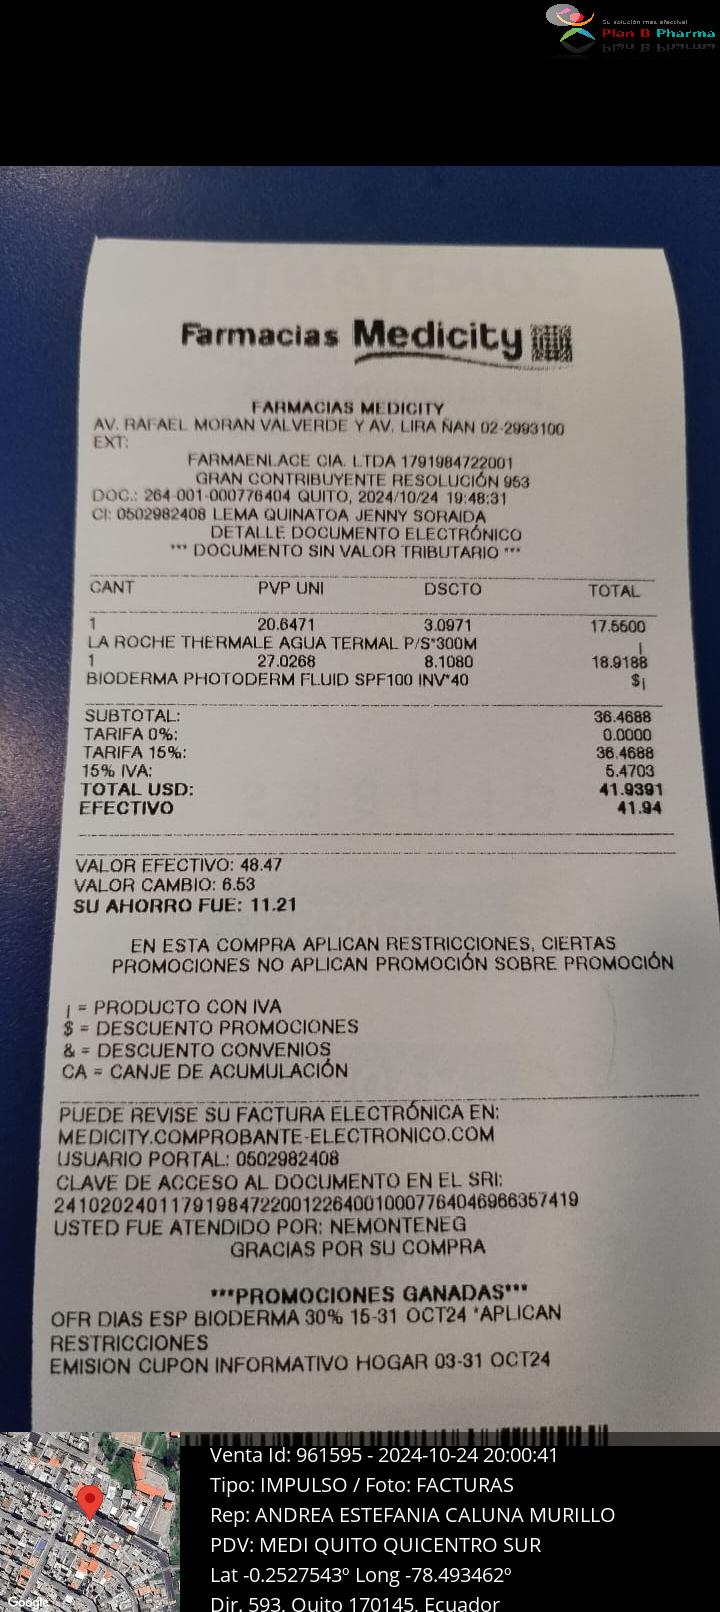 Su solución más efectiva!
Plan B Pharma
Farmacias Medicity
FARMACIAS MEDICITY
AV. RAFAEL MORAN VALVERDE Y AV. LIRA ÑAN 02-2993100
EXT:
FARMAENLACE CIA. LTDA 1791984722001
GRAN CONTRIBUYENTE RESOLUCIÓN 953
DOC.: 264-001-000776404 QUITO, 2024/10/24 19:48:31
CI: 0502982408 LEMA QUINATOA JENNY SORAIDA
DETALLE DOCUMENTO ELECTRÓNICO
*** DOCUMENTO SIN VALOR TRIBUTARIO ***
CANT PVP UNI DSCTO TOTAL
1 20.6471 3.0971 17.5500
LA ROCHE THERMALE AGUA TERMAL P/S*300M ¡
1 27.0268 8.1080 18.9188
BIODERMA PHOTODERM FLUID SPF100 INV*40 $¡
SUBTOTAL: 36.4688
TARIFA 0%: 0.0000
TARIFA 15%: 36.4688
15% IVA: 5.4703
TOTAL USD: 41.9391
EFECTIVO 41.94
VALOR EFECTIVO: 48.47
VALOR CAMBIO: 6.53
SU AHORRO FUE: 11.21
EN ESTA COMPRA APLICAN RESTRICCIONES, CIERTAS
PROMOCIONES NO APLICAN PROMOCIÓN SOBRE PROMOCIÓN
¡ = PRODUCTO CON IVA
$ = DESCUENTO PROMOCIONES
& = DESCUENTO CONVENIOS
CA = CANJE DE ACUMULACIÓN
PUEDE REVISE SU FACTURA ELECTRÓNICA EN:
MEDICITY.COMPROBANTE-ELECTRONICO.COM
USUARIO PORTAL: 0502982408
CLAVE DE ACCESO AL DOCUMENTO EN EL SRI:
2410202401179198472200122640010007764046966357419
USTED FUE ATENDIDO POR: NEMONTENEG
GRACIAS POR SU COMPRA
***PROMOCIONES GANADAS***
OFR DIAS ESP BIODERMA 30% 15-31 OCT24 *APLICAN
RESTRICCIONES
EMISION CUPON INFORMATIVO HOGAR 03-31 OCT24
Venta Id: 961595 - 2024-10-24 20:00:41
Tipo: IMPULSO / Foto: FACTURAS
Rep: ANDREA ESTEFANIA CALUNA MURILLO
PDV: MEDI QUITO QUICENTRO SUR
Lat -0.2527543º Long -78.493462º
Dir. 593, Quito 170145, Ecuador
Google